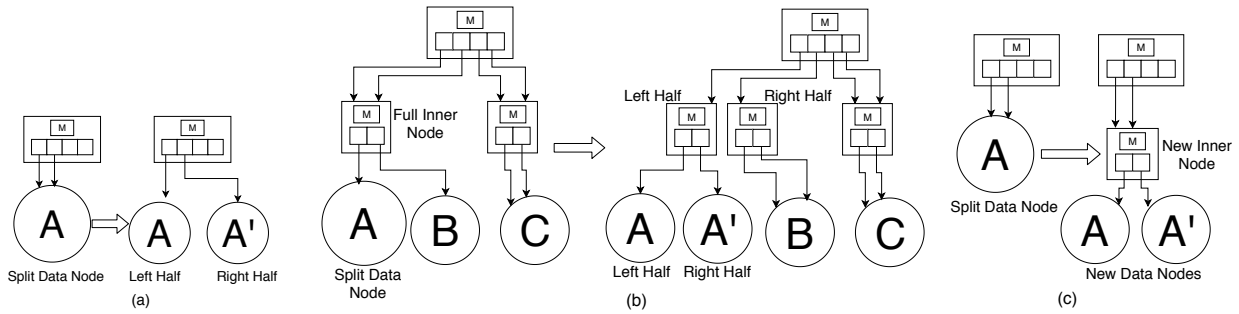 M
M
A
A
A'
Split Data Node
Left Half
Right Half
(a)
M
M
Full Inner
Node
M
A
B
C
Split Data
Node
M
Left Half
Right Half
M
M
M
A
A'
B
C
Left Half
Right Half
(b)
M
M
A
M
New Inner
Node
Split Data Node
A
A'
New Data Nodes
(c)